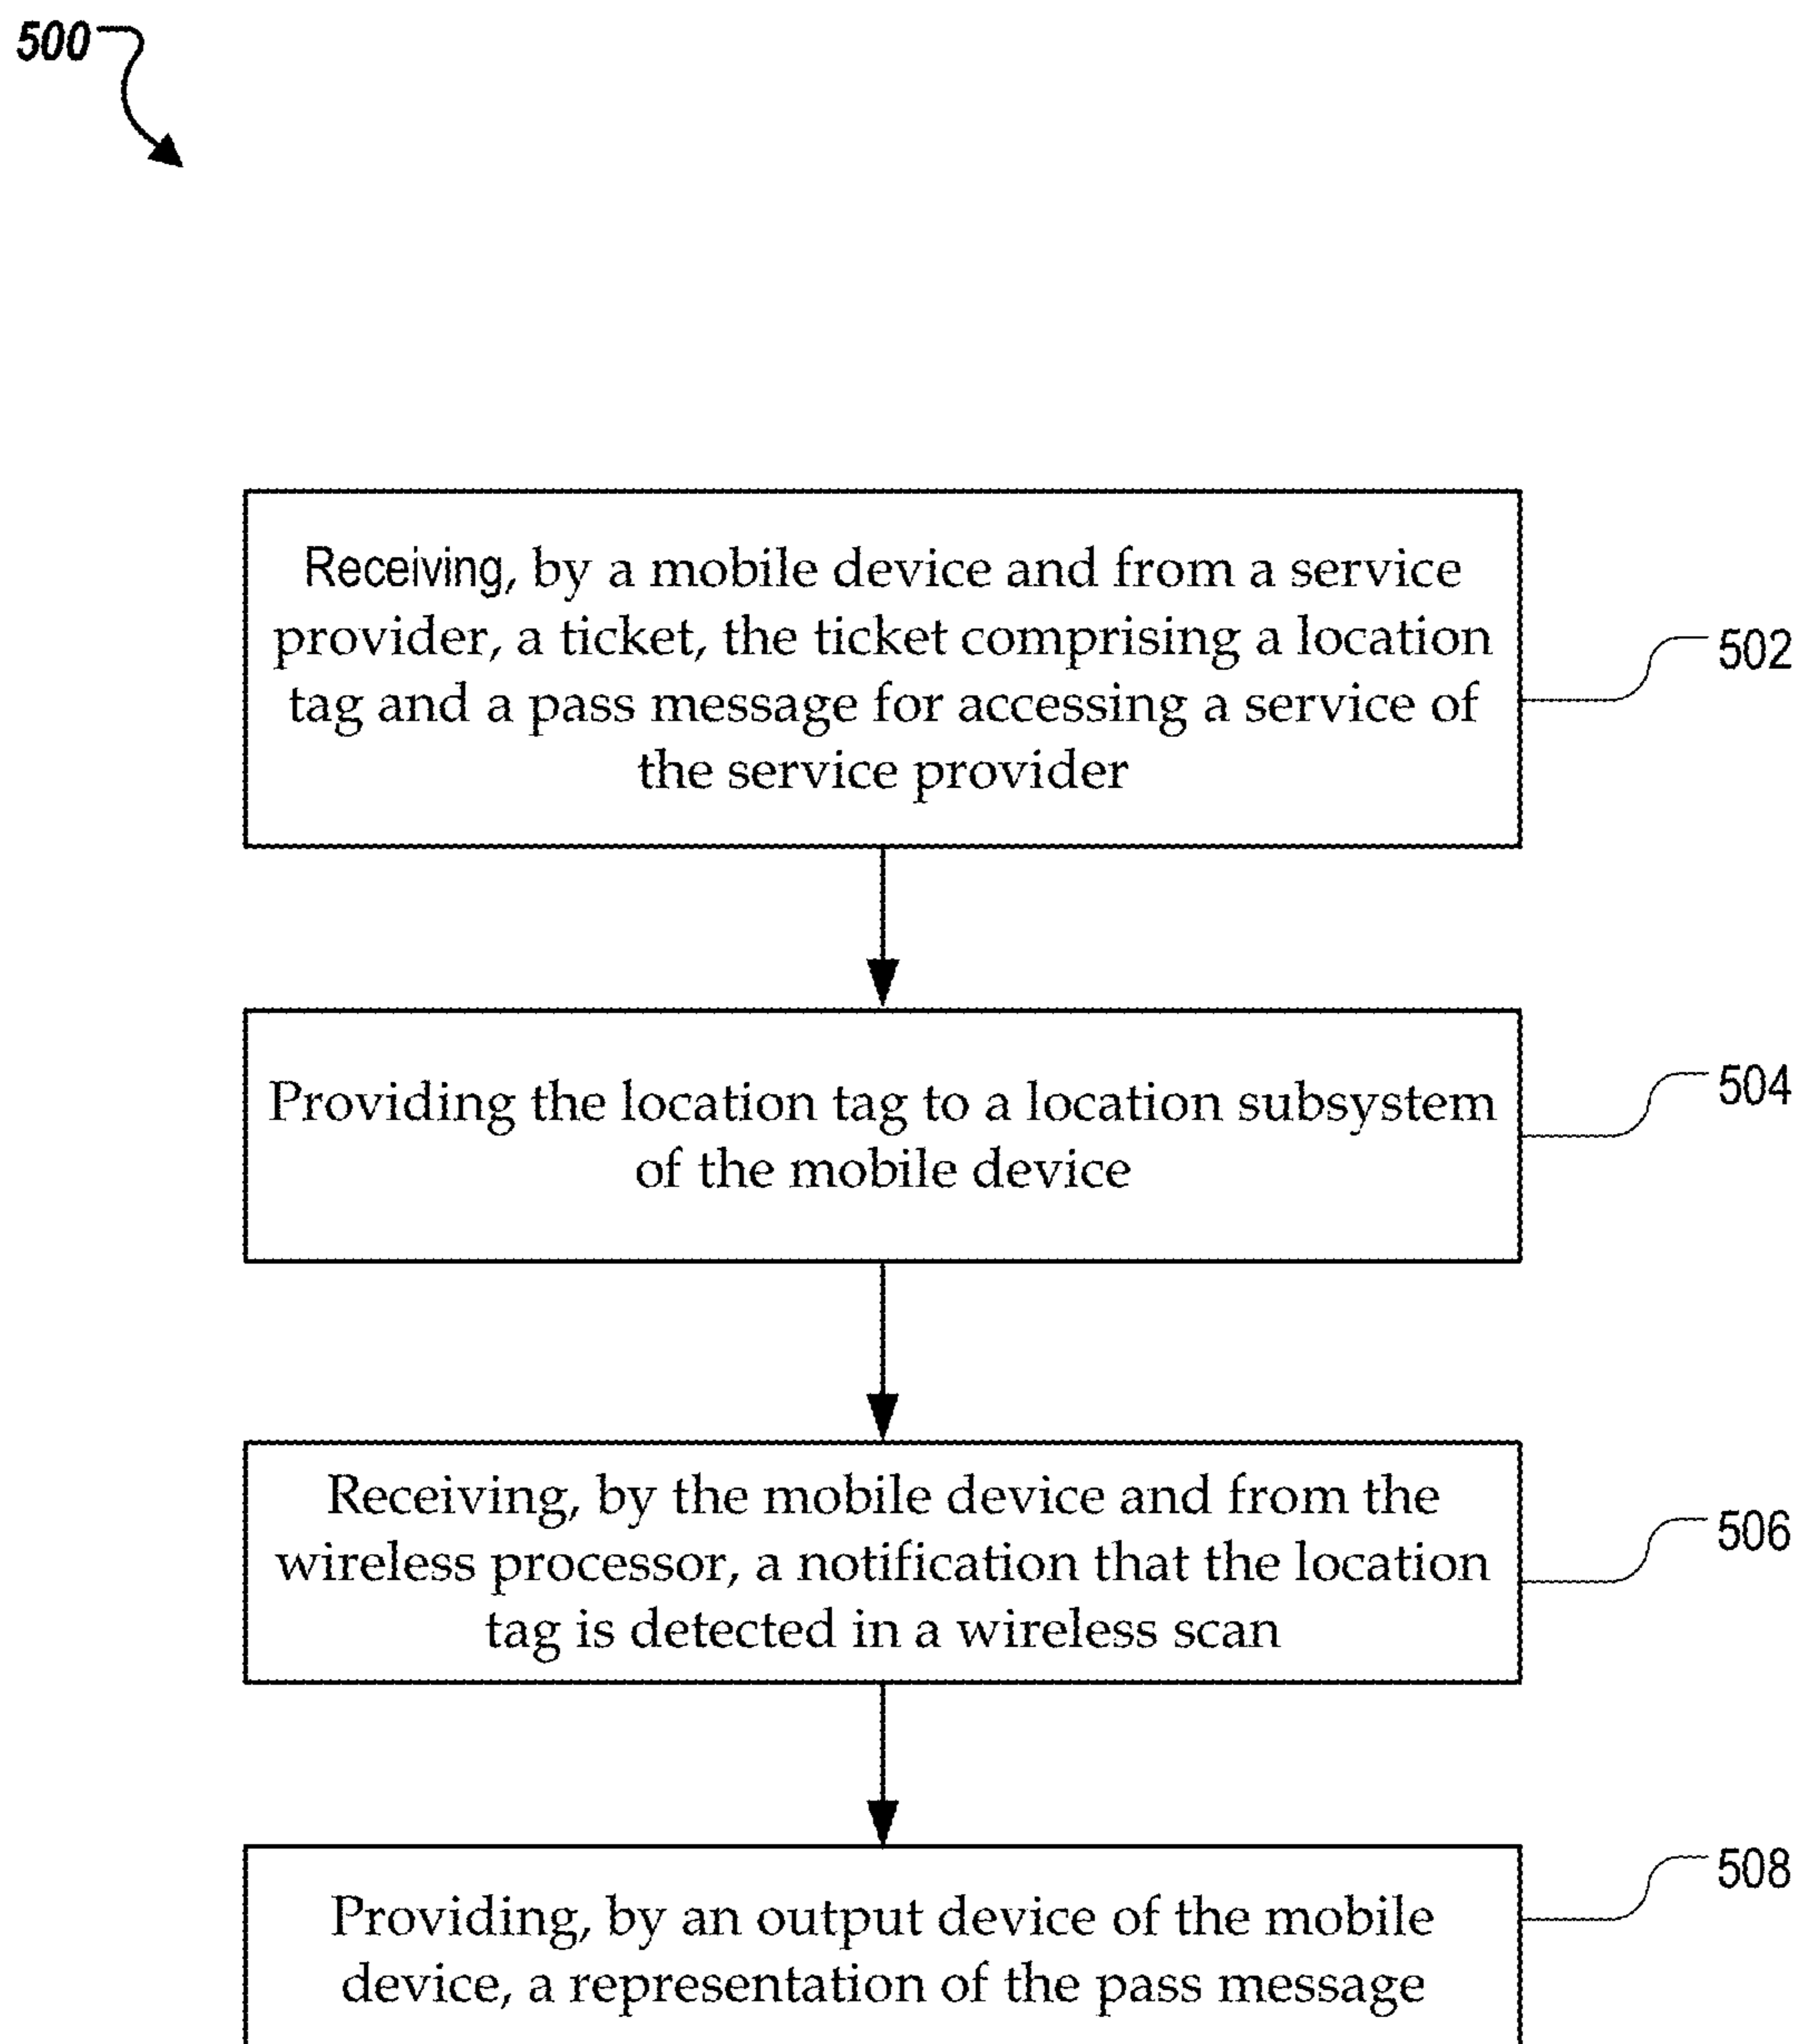 500
Receiving, by a mobile device and from a service
provider, a ticket, the ticket comprising a location
tag and a pass message for accessing a service of
the service provider
502
Providing the location tag to a location subsystem
of the mobile device
504
Receiving, by the mobile device and from the
wireless processor, a notification that the location
tag is detected in a wireless scan
506
Providing, by an output device of the mobile
device, a representation of the pass message
508